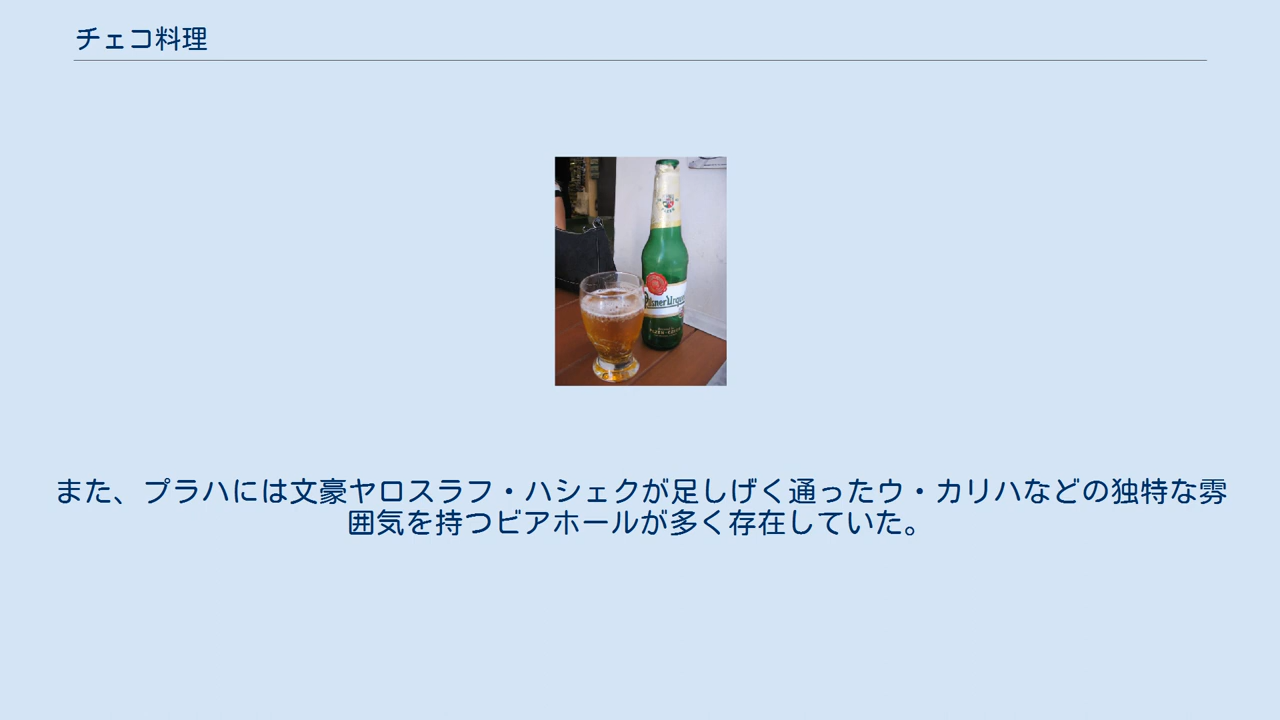 チェコ料理
Pilsner Urquell
また、プラハには文豪ヤロスラフ・ハシェクが足しげく通ったウ・カリハなどの独特な雰
囲気を持つビアホールが多く存在していた。